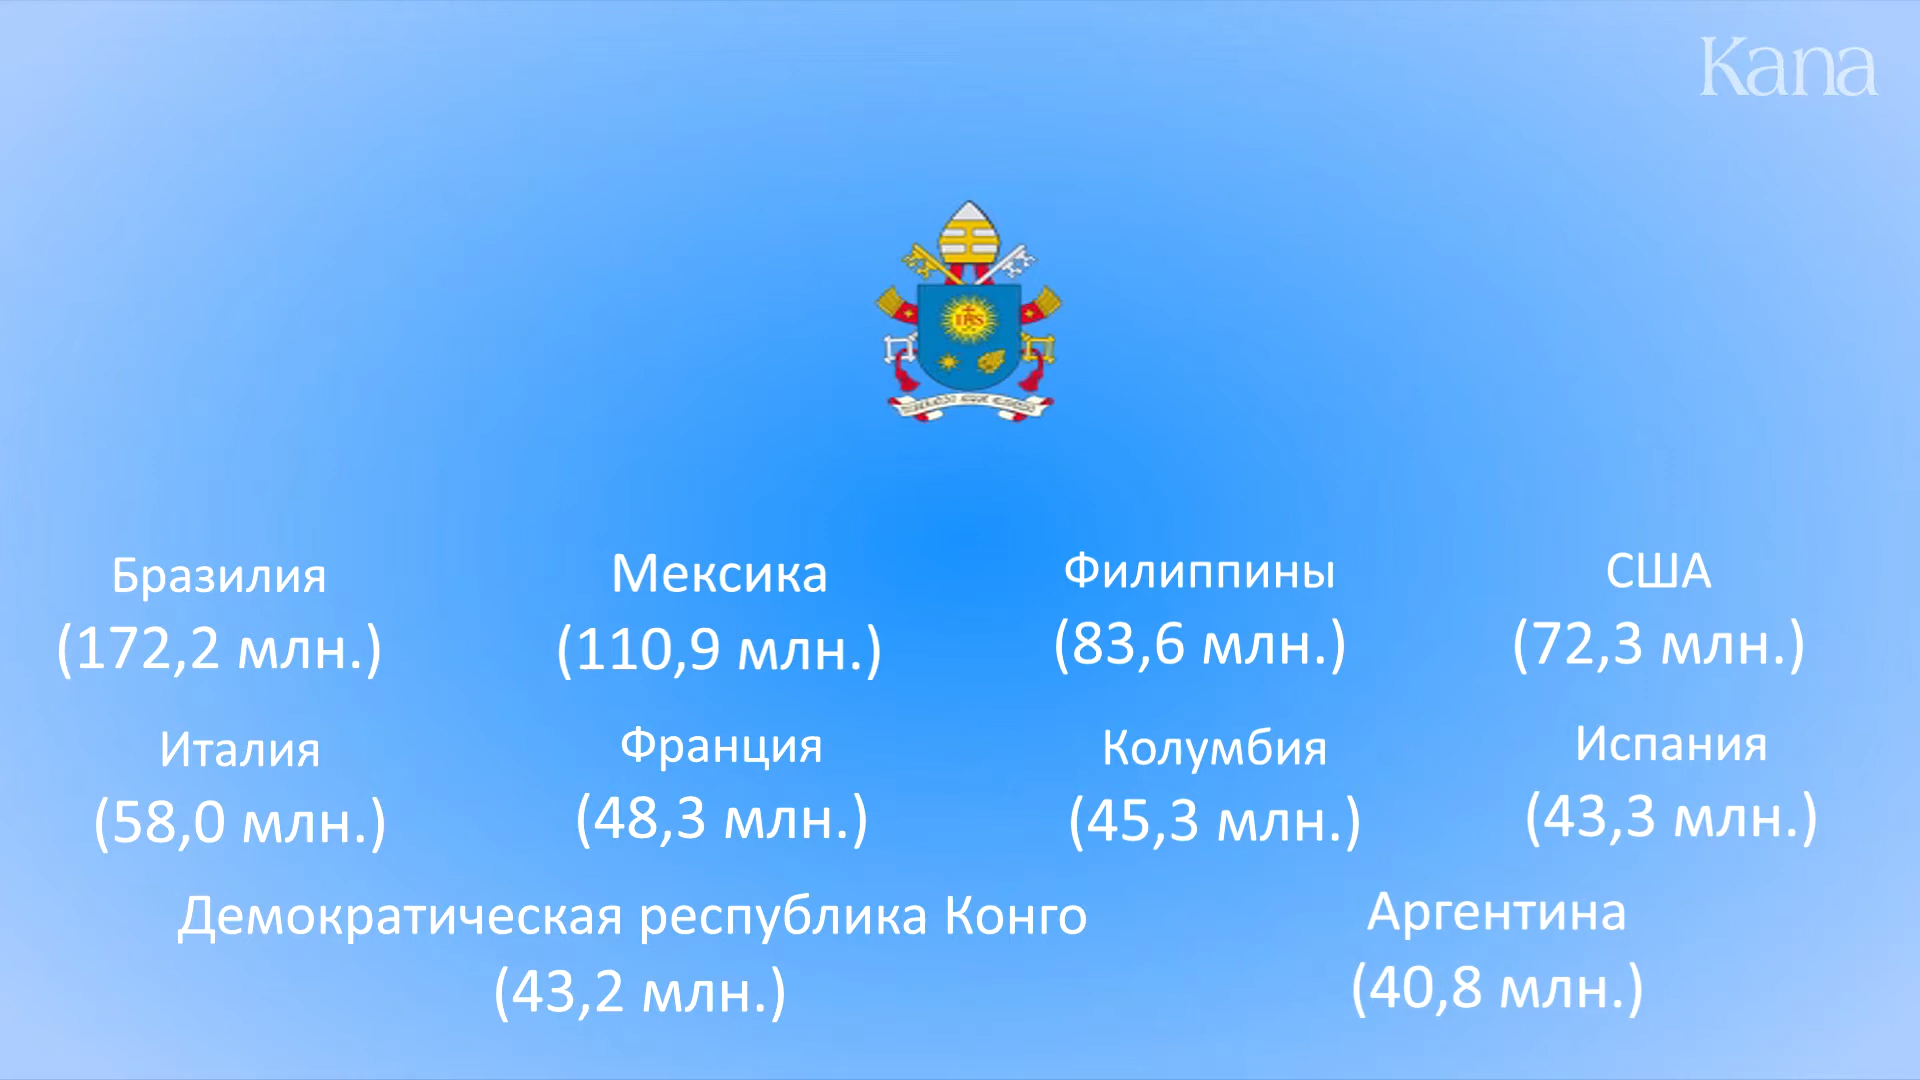 Kana
IHS
Бразилия
(172,2 млн.)
Мексика
(110,9 млн.)
Филиппины
(83,6 млн.)
США
(72,3 млн.)
Италия
(58,0 млн.)
Франция
(48,3 млн.)
Колумбия
(45,3 млн.)
Испания
(43,3 млн.)
Демократическая республика Конго
(43,2 млн.)
Аргентина
(40,8 млн.)